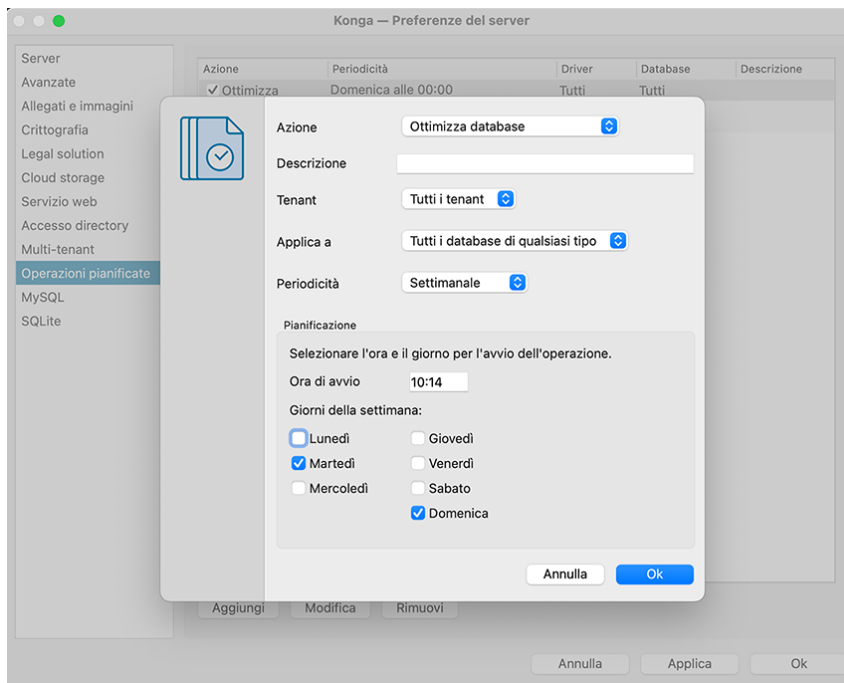 Konga — Preferenze del server
Server
Avanzate
Allegati e immagini
Crittografia
Legal solution
Cloud storage
Servizio web
Accesso directory
Multi-tenant
Operazioni pianificate
MySQL
SQLite
Azione Periodicità Driver Database Descrizione
Ottimizza Domenica alle 00:00 Tutti Tutti
Azione Ottimizza database
Descrizione
Tenant Tutti i tenant
Applica a Tutti i database di qualsiasi tipo
Periodicità Settimanale
Pianificazione
Selezionare l'ora e il giorno per l'avvio dell'operazione.
Ora di avvio 10:14
Giorni della settimana:
Lunedì Giovedì
Martedì Venerdì
Mercoledì Sabato
Domenica
Annulla Ok
Aggiungi Modifica Rimuovi
Annulla Applica Ok